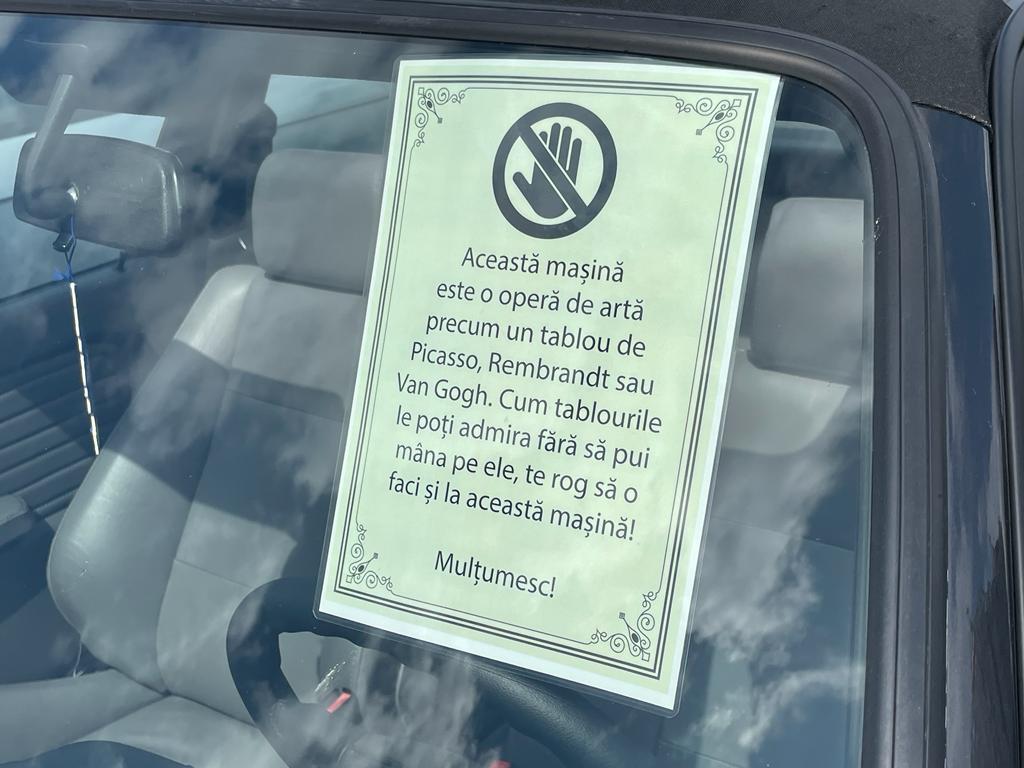 Această mașină
este o operă de artă
precum un tablou de
Picasso, Rembrandt sau
Van Gogh. Cum tablourile
le poți admira fără să pui
mâna pe ele, te rog să o
faci și la această mașină!
Mulțumesc!